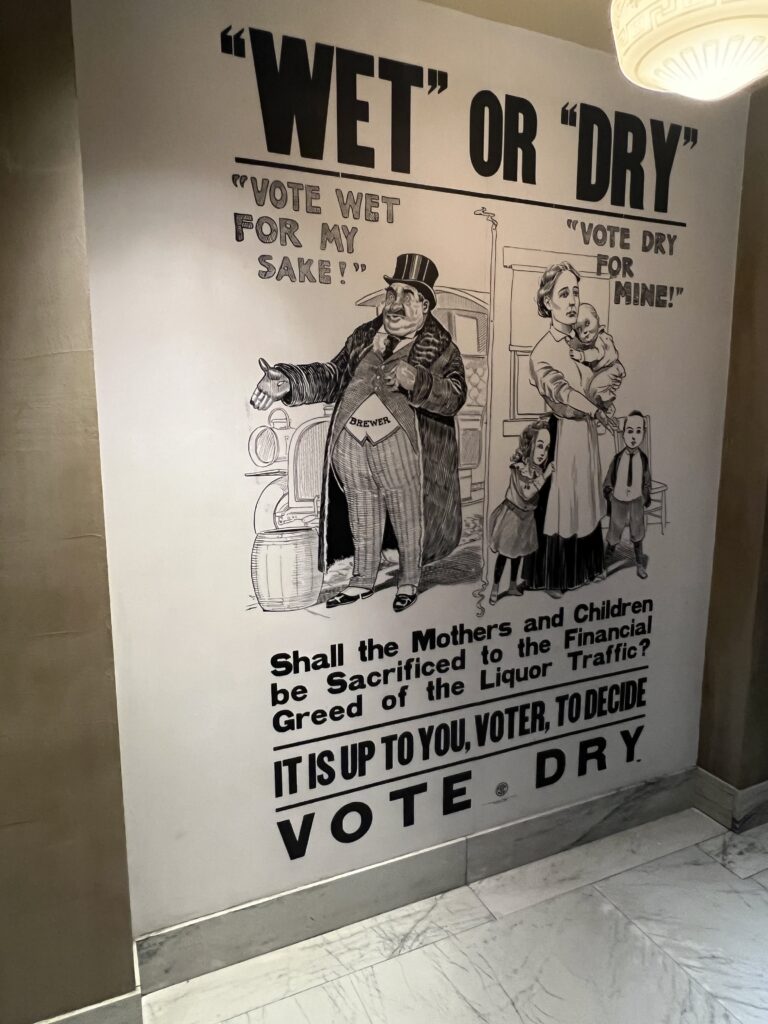 “WET” OR “DRY”
“VOTE WET
FOR MY
SAKE!”
“VOTE DRY
FOR
MINE!”
BREWER
Shall the Mothers and Children
be Sacrificed to the Financial
Greed of the Liquor Traffic?
IT IS UP TO YOU, VOTER, TO DECIDE
VOTE DRY